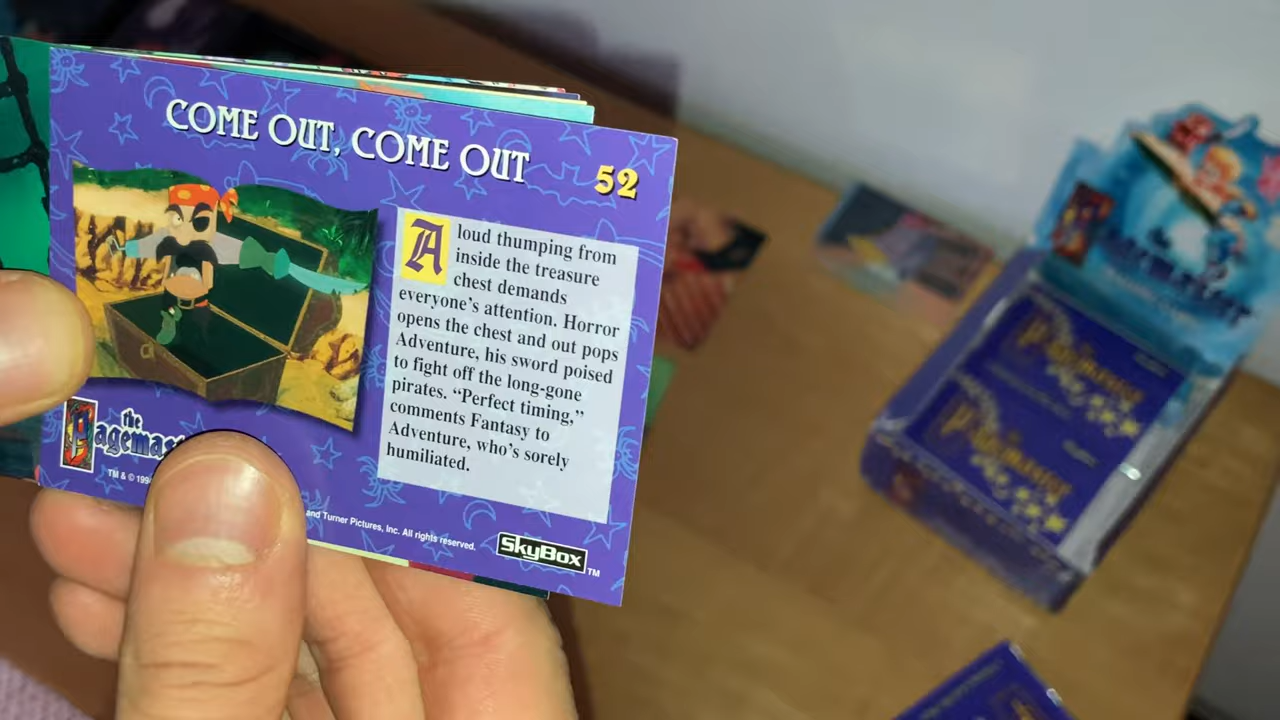 COME OUT, COME OUT
52
A loud thumping from
inside the treasure
chest demands
everyone's attention. Horror
opens the chest and out pops
Adventure, his sword poised
to fight off the long-gone
pirates. "Perfect timing,"
comments Fantasy to
Adventure, who's sorely
humiliated.
the
TM & ©
and Turner Pictures, Inc. All rights reserved.
SKYBOX
TM
the